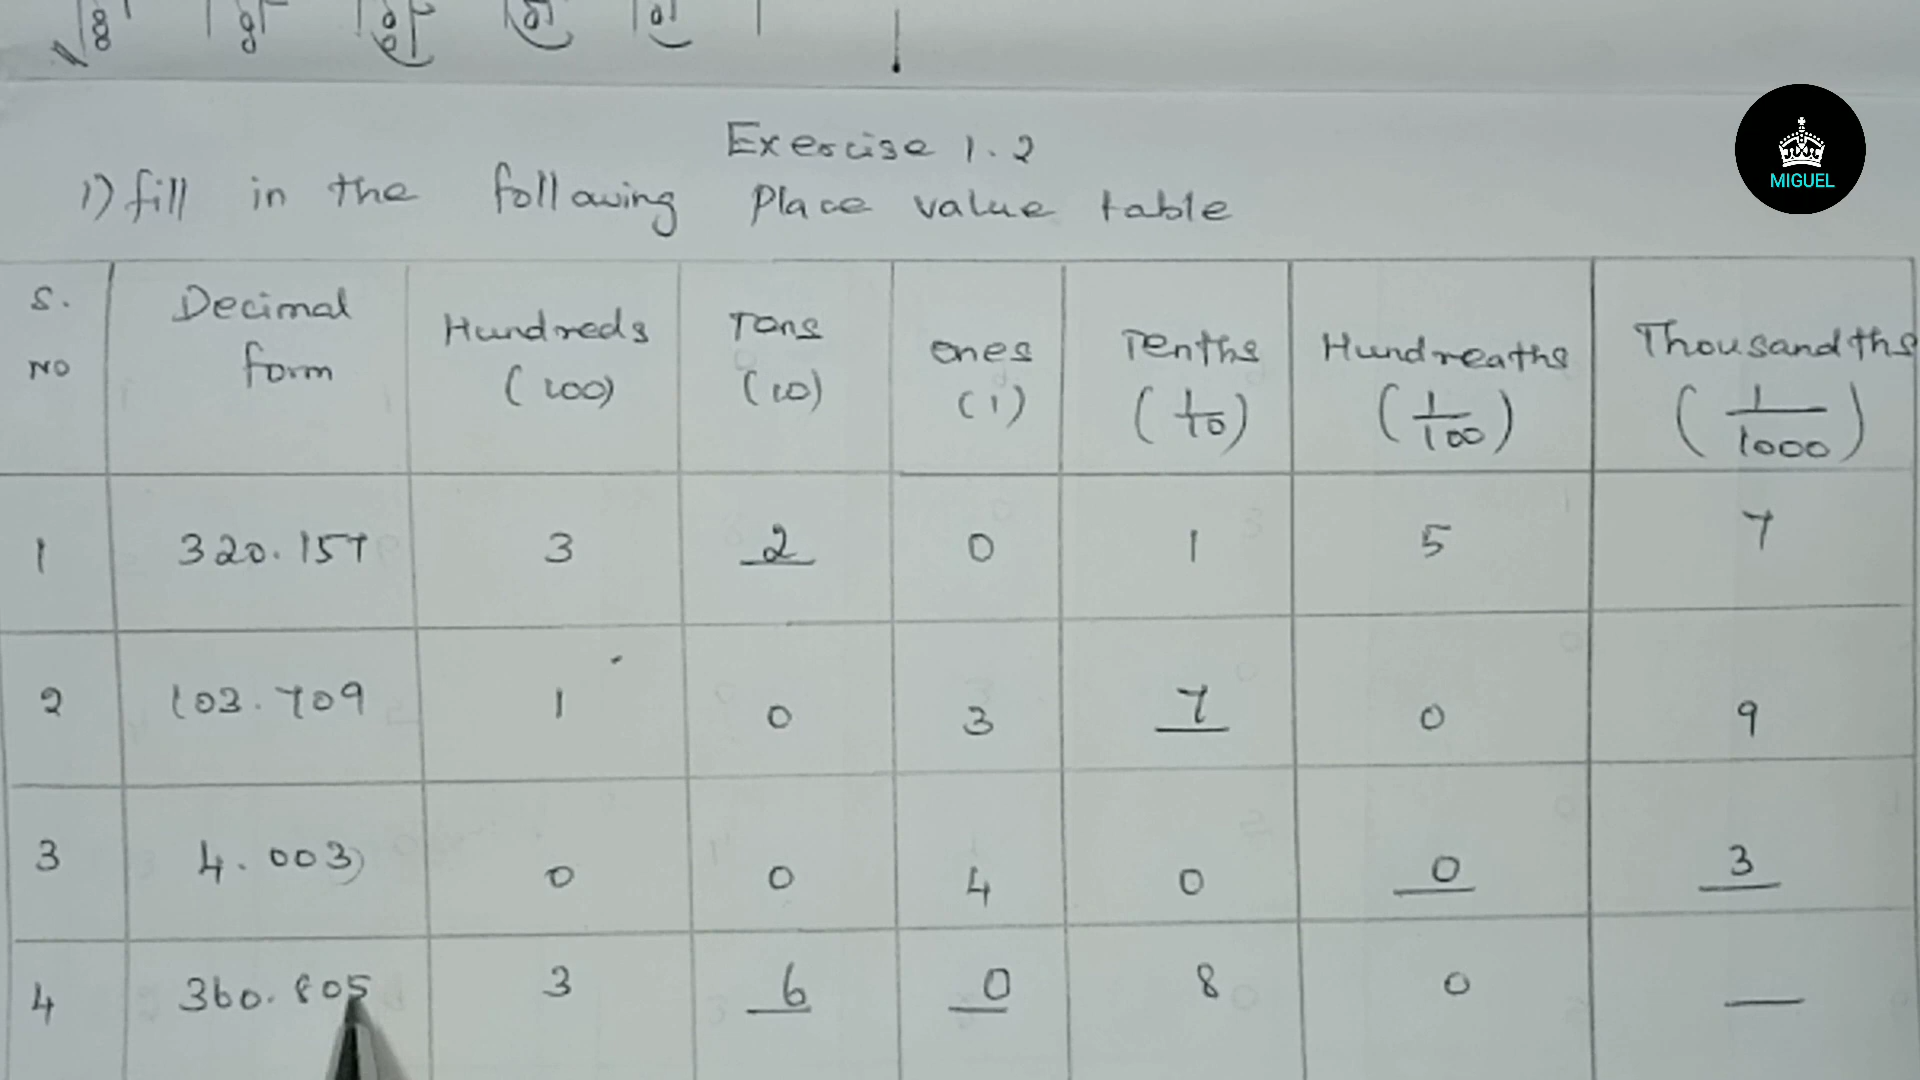 Exercise 1.2
1) fill in the following Place value table
S. NO Decimal form Hundreds (100) Tens (10) ones (1) Tenths (1/10) Hundreaths (1/100) Thousandths (1/1000)
1 320.157 3 2 0 1 5 7
2 103.709 1 0 3 7 0 9
3 4.003 0 0 4 0 0 3
4 360.805 3 6 0 8 0
MIGUEL